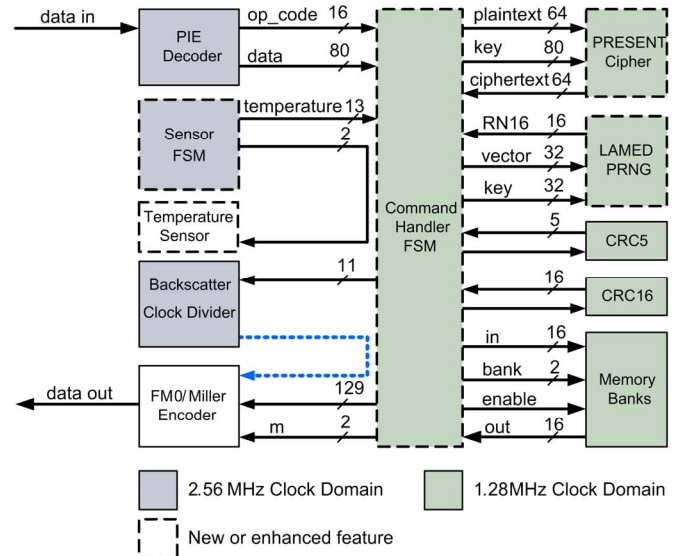 data in
PIE
Decoder
op_code 16
data 80
Sensor
FSM
temperature 13
2
Temperature
Sensor
Backscatter
Clock Divider
11
data out
FM0/Miller
Encoder
129
m 2
Command
Handler
FSM
plaintext 64
key 80
ciphertext 64
PRESENT
Cipher
RN16 16
vector 32
key 32
LAMED
PRNG
5
CRC5
16
CRC16
in 16
bank 2
enable
out 16
Memory
Banks
2.56 MHz Clock Domain
1.28MHz Clock Domain
New or enhanced feature